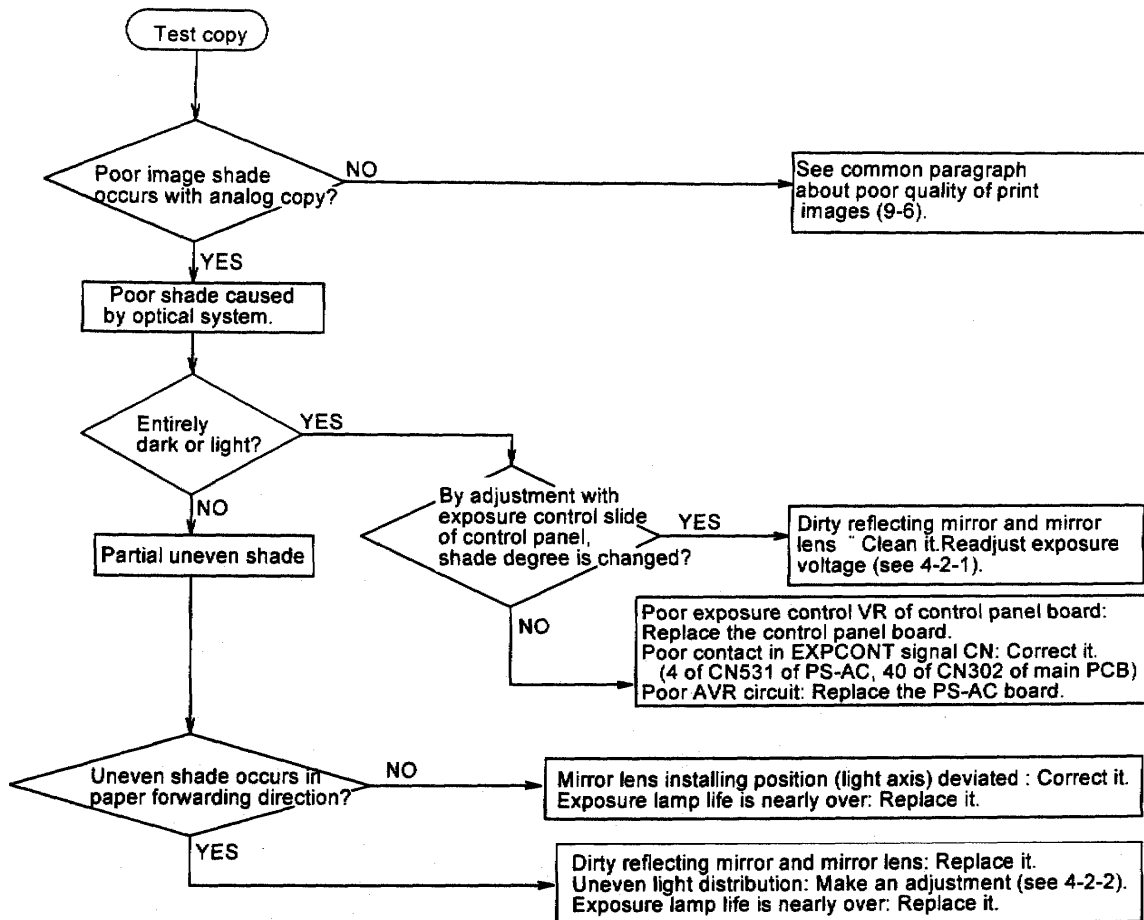 Test copy
Poor image shade
occurs with analog copy?
NO
See common paragraph
about poor quality of print
images (9-6).
YES
Poor shade caused
by optical system.
Entirely
dark or light?
YES
NO
By adjustment with
exposure control slide
of control panel,
shade degree is changed?
YES
Dirty reflecting mirror and mirror
lens ¨ Clean it.Readjust exposure
voltage (see 4-2-1).
Partial uneven shade
NO
Poor exposure control VR of control panel board:
Replace the control panel board.
Poor contact in EXPCONT signal CN: Correct it.
(4 of CN531 of PS-AC, 40 of CN302 of main PCB)
Poor AVR circuit: Replace the PS-AC board.
Uneven shade occurs in
paper forwarding direction?
NO
Mirror lens installing position (light axis) deviated : Correct it.
Exposure lamp life is nearly over: Replace it.
YES
Dirty reflecting mirror and mirror lens: Replace it.
Uneven light distribution: Make an adjustment (see 4-2-2).
Exposure lamp life is nearly over: Replace it.